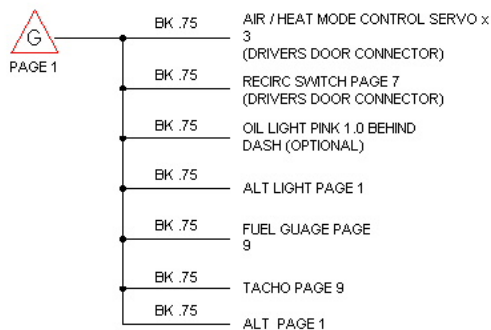 BK .75
AIR / HEAT MODE CONTROL SERVO x
3
(DRIVERS DOOR CONNECTOR)
G
PAGE 1
BK .75
RECIRC SWITCH PAGE 7
(DRIVERS DOOR CONNECTOR)
BK .75
OIL LIGHT PINK 1.0 BEHIND
DASH (OPTIONAL)
BK .75
ALT LIGHT PAGE 1
BK .75
FUEL GUAGE PAGE
9
BK .75
TACHO PAGE 9
BK .75
ALT PAGE 1